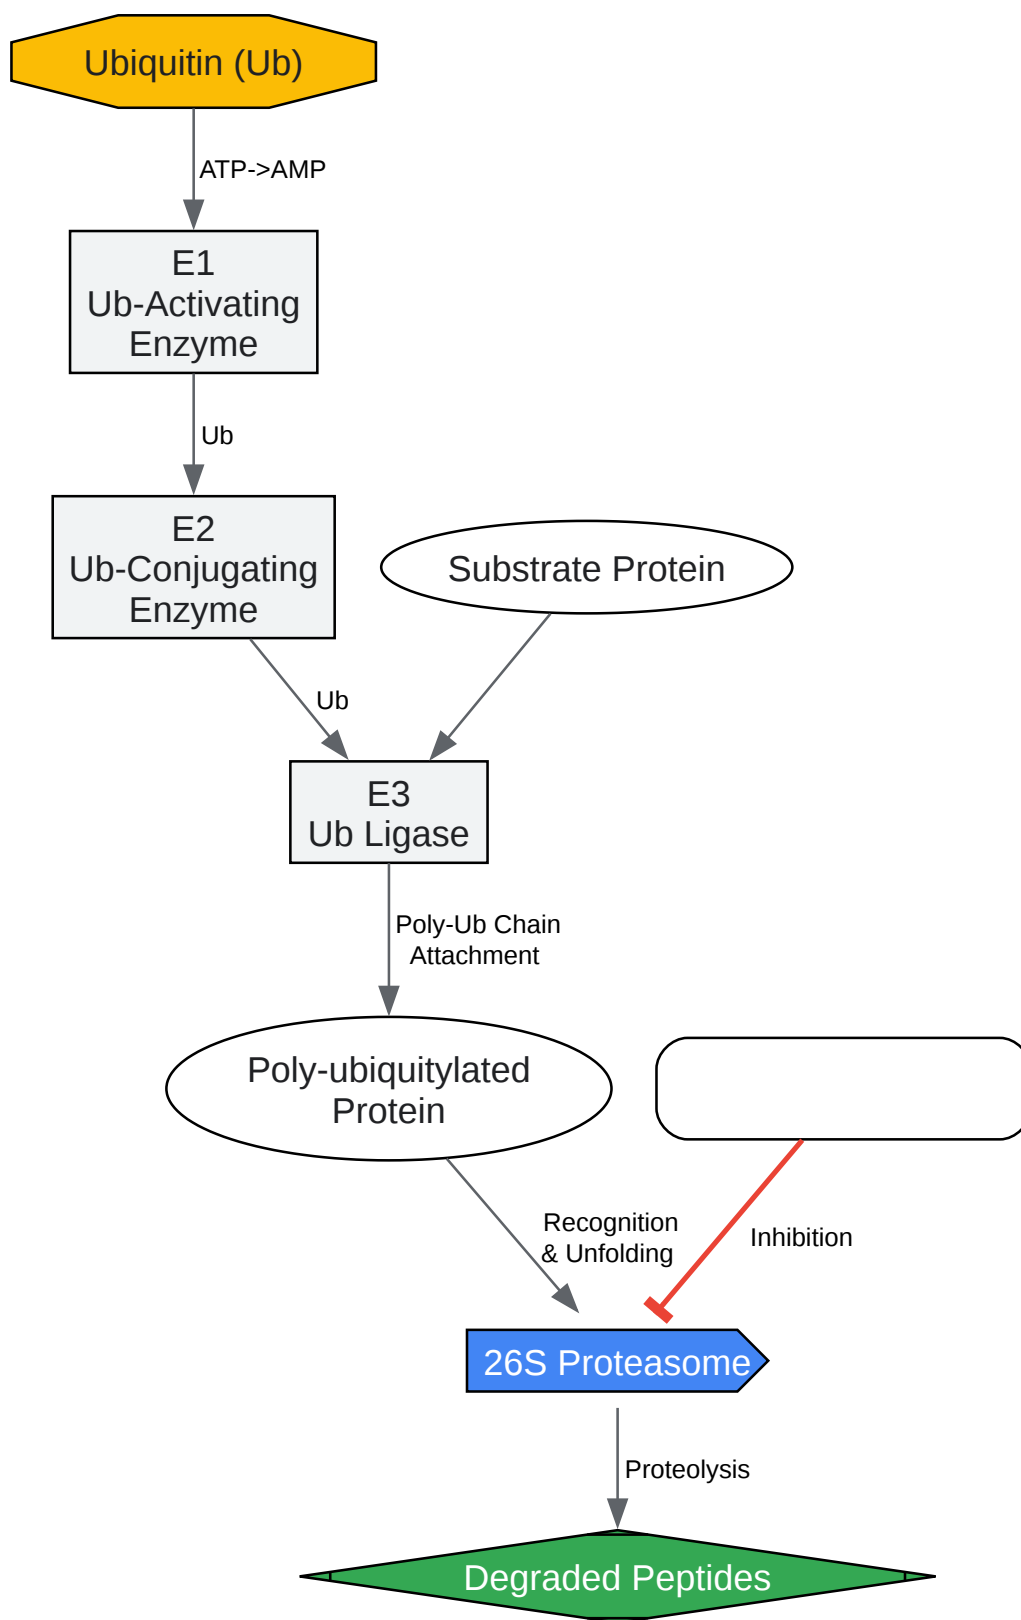 Ubiquitin (Ub)
ATP->AMP
E1
Ub-Activating
Enzyme
Ub
E2
Ub-Conjugating
Enzyme
Substrate Protein
Ub
E3
Ub Ligase
Poly-Ub Chain
Attachment
Poly-ubiquitylated
Protein
Recognition
& Unfolding
Inhibition
26S Proteasome
Proteolysis
Degraded Peptides